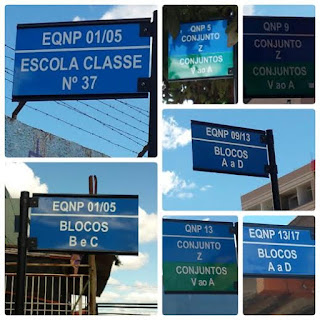 EQNP 01/05
ESCOLA CLASSE
Nº 37
QNP 5
CONJUNTO
Z
CONJUNTOS
V ao A
QNP 9
CONJUNTO
Z
CONJUNTOS
V ao A
EQNP 09/13
BLOCOS
A a D
EQNP 01/05
BLOCOS
B e C
QNP 13
CONJUNTO
Z
CONJUNTOS
V ao A
EQNP 13/17
BLOCOS
A a D